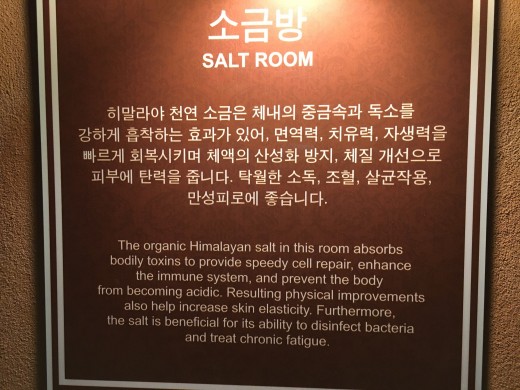 소금방
SALT ROOM
히말라야 천연 소금은 체내의 중금속과 독소를
강하게 흡착하는 효과가 있어, 면역력, 치유력, 자생력을
빠르게 회복시키며 체액의 산성화 방지, 체질 개선으로
피부에 탄력을 줍니다. 탁월한 소독, 조혈, 살균작용,
만성피로에 좋습니다.
The organic Himalayan salt in this room absorbs
bodily toxins to provide speedy cell repair, enhance
the immune system, and prevent the body
from becoming acidic. Resulting physical improvements
also help increase skin elasticity. Furthermore,
the salt is beneficial for its ability to disinfect bacteria
and treat chronic fatigue.